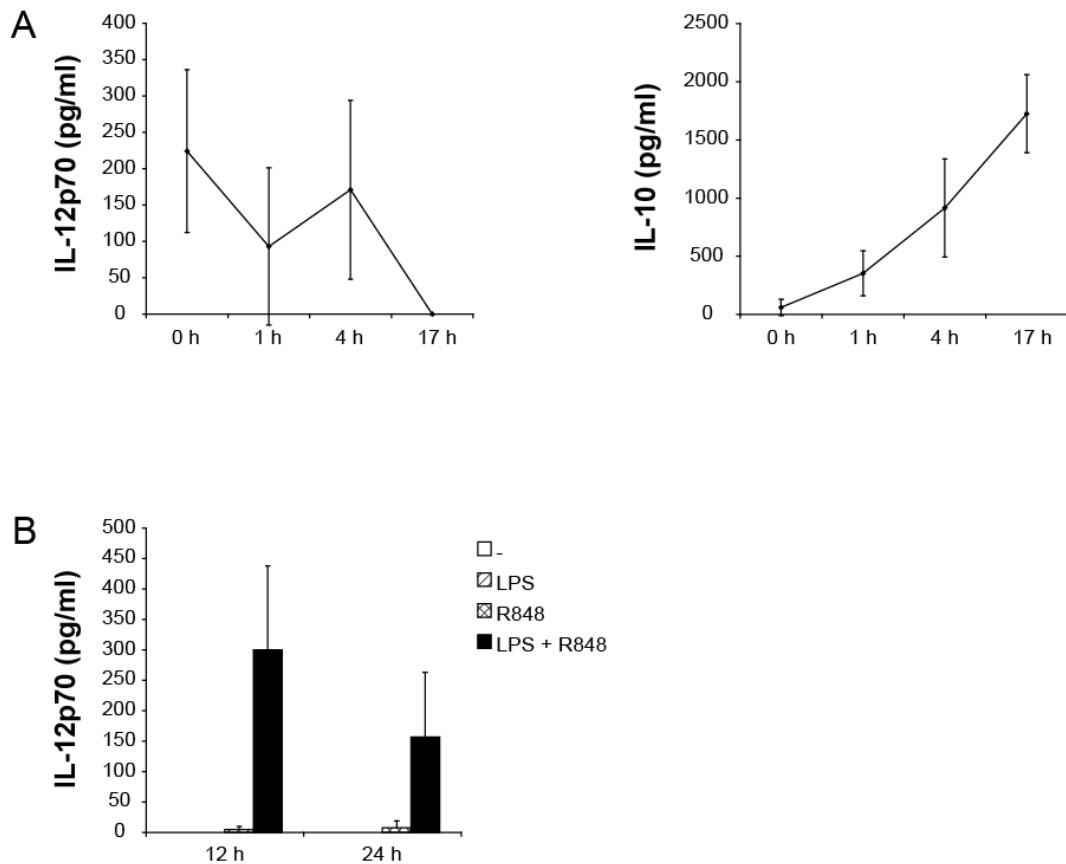 A
IL-12p70 (pg/ml)
400
350
300
250
200
150
100
50
0
0 h 1 h 4 h 17 h
IL-10 (pg/ml)
2500
2000
1500
1000
500
0
0 h 1 h 4 h 17 h
B
IL-12p70 (pg/ml)
500
450
400
350
300
250
200
150
100
50
0
12 h 24 h
-
LPS
R848
LPS + R848